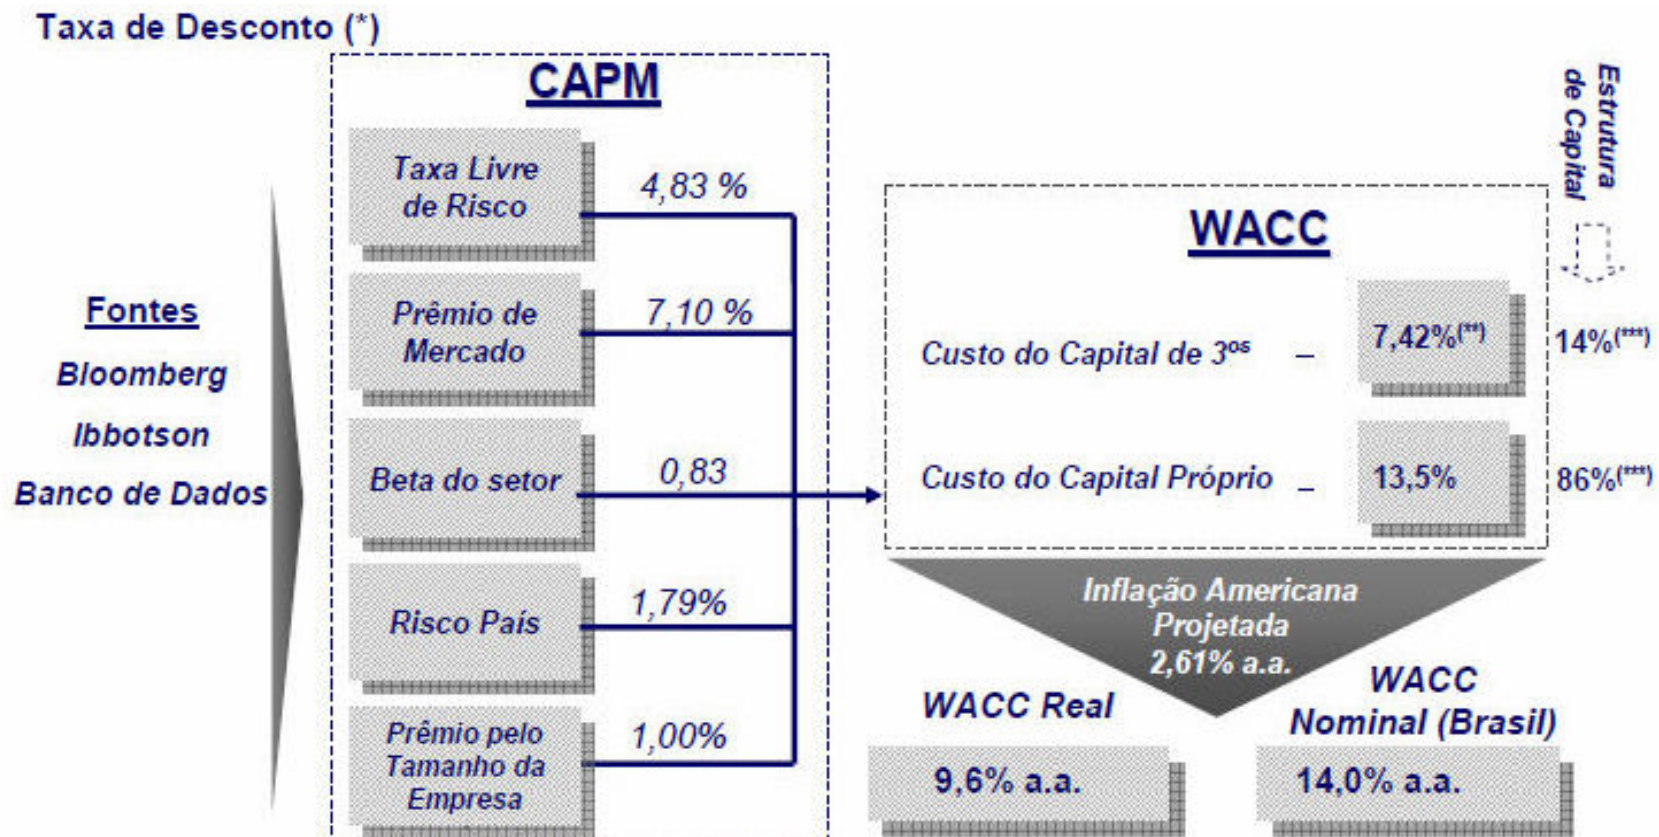 Taxa de Desconto (*)
CAPM
Fontes
Bloomberg
Ibbotson
Banco de Dados
Taxa Livre
de Risco
4,83 %
Prêmio de
Mercado
7,10 %
Beta do setor
0,83
Risco País
1,79%
Prêmio pelo
Tamanho da
Empresa
1,00%
Estrutura
de Capital
WACC
Custo do Capital de 3ºˢ – 7,42%(**) 14%(***)
Custo do Capital Próprio – 13,5% 86%(***)
Inflação Americana
Projetada
2,61% a.a.
WACC Real
9,6% a.a.
WACC
Nominal (Brasil)
14,0% a.a.